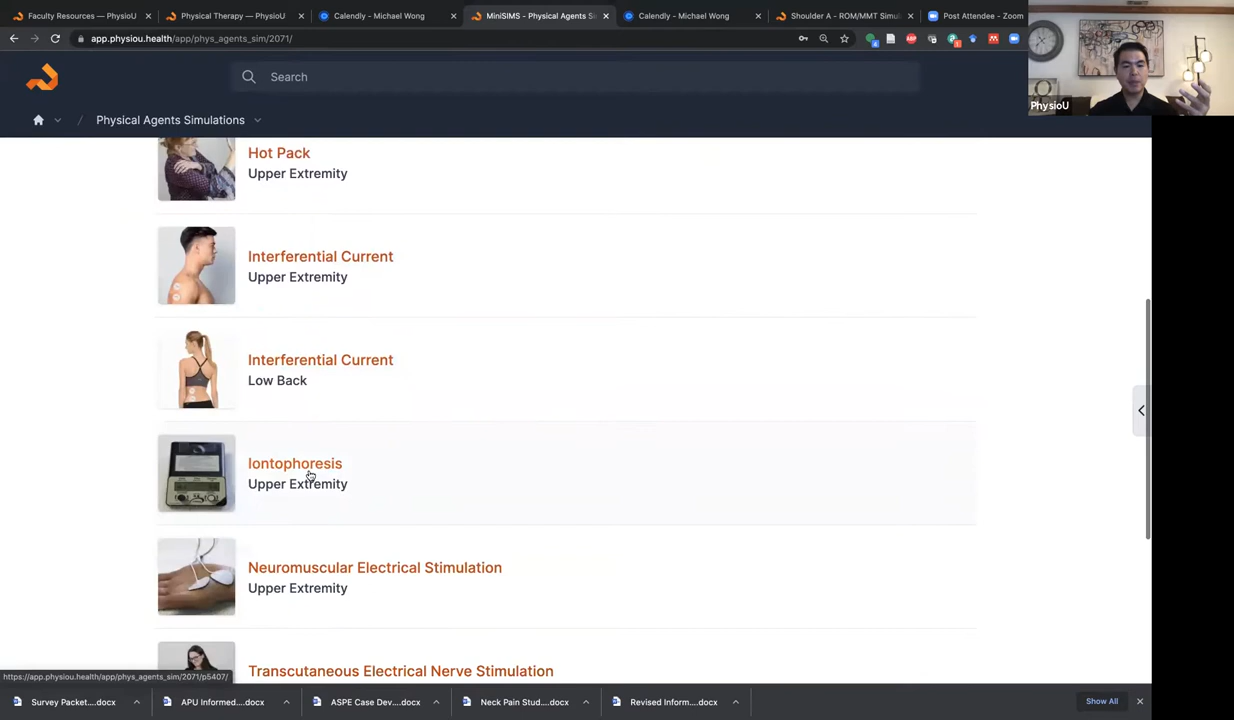 Faculty Resources — PhysioU
Physical Therapy — PhysioU
Calendly - Michael Wong
MiniSIMS - Physical Agents Si
Calendly - Michael Wong
Shoulder A - ROM/MMT Simul
Post Attendee - Zoom
app.physiou.health/app/phys_agents_sim/2071/
PhysioU
Search
/ Physical Agents Simulations
Hot Pack
Upper Extremity
Interferential Current
Upper Extremity
Interferential Current
Low Back
Iontophoresis
Upper Extremity
Neuromuscular Electrical Stimulation
Upper Extremity
Transcutaneous Electrical Nerve Stimulation
https://app.physiou.health/app/phys_agents_sim/2071/p5407/
Survey Packet....docx
APU Informed....docx
ASPE Case Dev....docx
Neck Pain Stud....docx
Revised Inform....docx
Show All